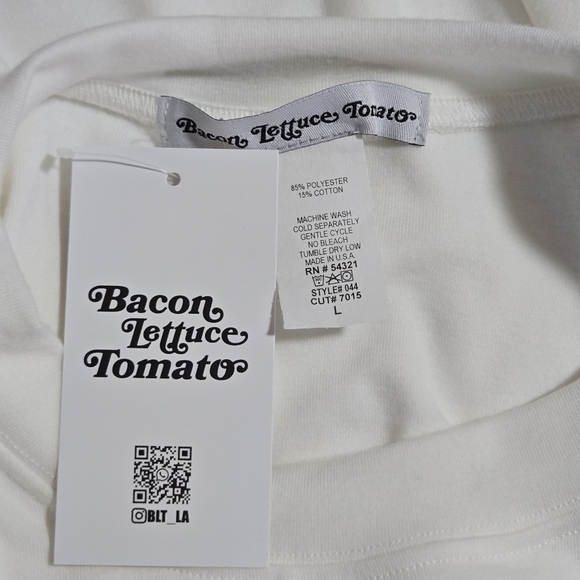 Bacon Lettuce Tomato
85% POLYESTER
15% COTTON
MACHINE WASH
COLD SEPARATELY
GENTLE CYCLE
NO BLEACH
TUMBLE DRY LOW
MADE IN U.S.A.
RN # 54321
STYLE# 044
CUT# 7015
L
Bacon
Lettuce
Tomato
BLT_LA